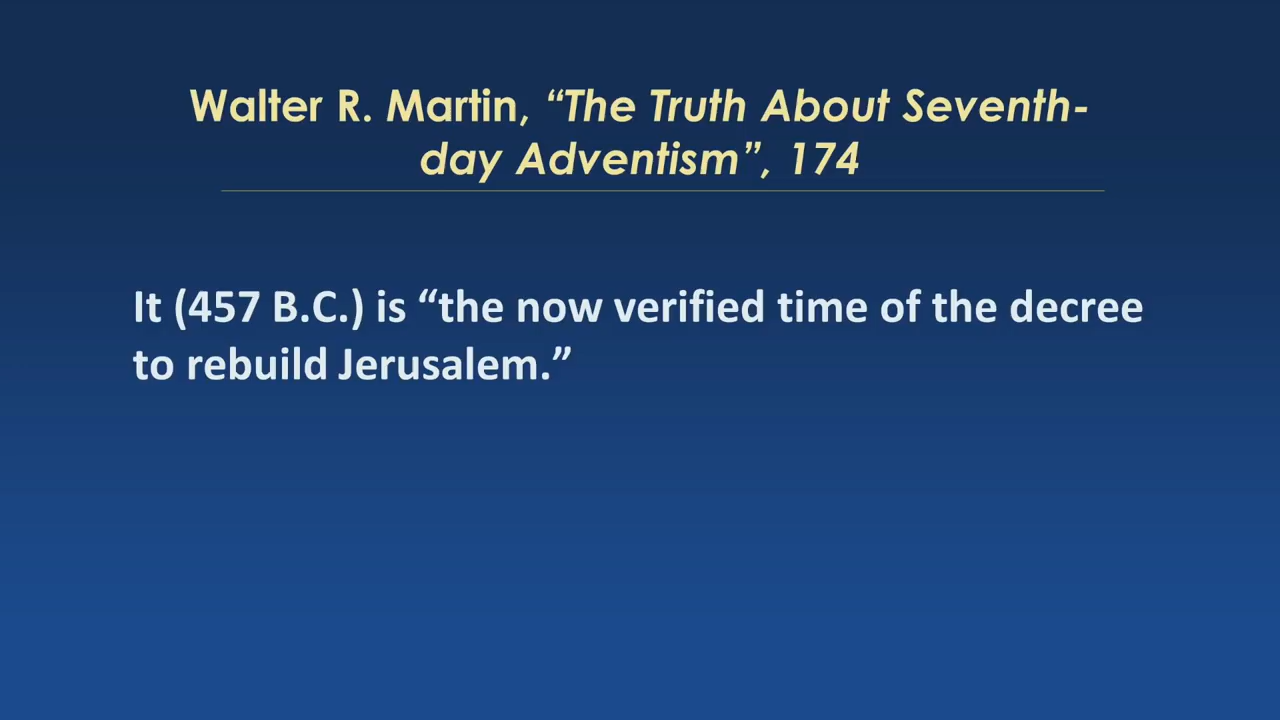 Walter R. Martin, “The Truth About Seventh-
day Adventism”, 174
It (457 B.C.) is “the now verified time of the decree
to rebuild Jerusalem.”